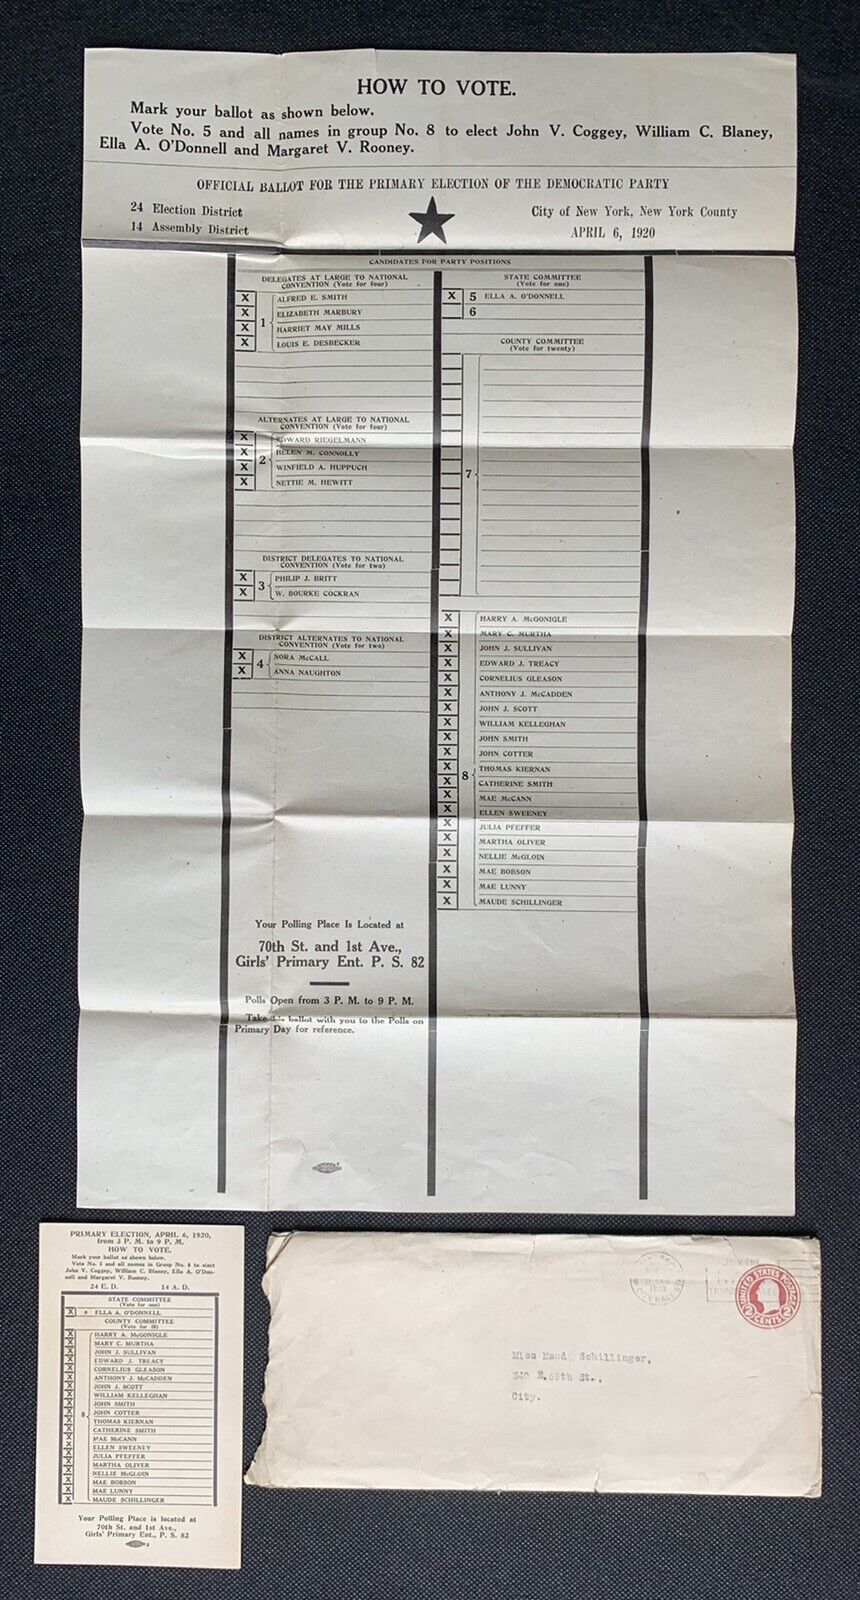 HOW TO VOTE.
Mark your ballot as shown below.
Vote No. 5 and all names in group No. 8 to elect John V. Coggey, William C. Blaney,
Ella A. O'Donnell and Margaret V. Rooney.
OFFICIAL BALLOT FOR THE PRIMARY ELECTION OF THE DEMOCRATIC PARTY
24 Election District
14 Assembly District
City of New York, New York County
APRIL 6, 1920
CANDIDATES FOR PARTY POSITIONS
DELEGATES AT LARGE TO NATIONAL
CONVENTION (Vote for four)
X ALFRED E. SMITH
X ELIZABETH MARBURY
1
X HARRIET MAY MILLS
X LOUIS E. DESBECKER
ALTERNATES AT LARGE TO NATIONAL
CONVENTION (Vote for four)
X EDWARD RIEGELMANN
X HELEN M. CONNOLLY
2
X WINFIELD A. HUPPUCH
X NETTIE M. HEWITT
DISTRICT DELEGATES TO NATIONAL
CONVENTION (Vote for two)
X PHILIP J. BRITT
3
X W. BOURKE COCKRAN
DISTRICT ALTERNATES TO NATIONAL
CONVENTION (Vote for two)
X NORA McCALL
4
X ANNA NAUGHTON
Your Polling Place Is Located at
70th St. and 1st Ave.,
Girls' Primary Ent. P. S. 82
Polls Open from 3 P. M. to 9 P. M.
Take this ballot with you to the Polls on
Primary Day for reference.
STATE COMMITTEE
(Vote for one)
X 5 ELLA A. O'DONNELL
6
COUNTY COMMITTEE
(Vote for twenty)
7
X HARRY A. McGONIGLE
X MARY C. MURTHA
X JOHN J. SULLIVAN
X EDWARD J. TREACY
X CORNELIUS GLEASON
X ANTHONY J. McCADDEN
X JOHN J. SCOTT
X WILLIAM KELLEGHAN
X JOHN SMITH
X JOHN COTTER
X THOMAS KIERNAN
8
X CATHERINE SMITH
X MAE McCANN
X ELLEN SWEENEY
X JULIA PFEFFER
X MARTHA OLIVER
X NELLIE McGLOIN
X MAE BOBSON
X MAE LUNNY
X MAUDE SCHILLINGER
PRIMARY ELECTION, APRIL 6, 1920,
from 3 P. M. to 9 P. M.
HOW TO VOTE.
Mark your ballot as shown below.
Vote No. 5 and all names in Group No. 8 to elect
John V. Coggey, William C. Blaney, Ella A. O'Don-
nell and Margaret V. Rooney.
24 E. D. 14 A. D.
STATE COMMITTEE
(Vote for one)
X ELLA A. O'DONNELL
COUNTY COMMITTEE
(Vote for 20)
X HARRY A. McGONIGLE
X MARY C. MURTHA
X JOHN J. SULLIVAN
X EDWARD J. TREACY
X CORNELIUS GLEASON
X ANTHONY J. McCADDEN
X JOHN J. SCOTT
X WILLIAM KELLEGHAN
X JOHN SMITH
X JOHN COTTER
X THOMAS KIERNAN
X CATHERINE SMITH
X MAE McCANN
X ELLEN SWEENEY
X JULIA PFEFFER
X MARTHA OLIVER
X NELLIE McGLOIN
X MAE BOBSON
X MAE LUNNY
X MAUDE SCHILLINGER
Your Polling Place is located at
70th St. and 1st Ave.,
Girls' Primary Ent., P. S. 82
1920
UNITED STATES POSTAGE
2 CENTS 2
Miss Maud Schillinger,
540 E. 69th St.,
City.